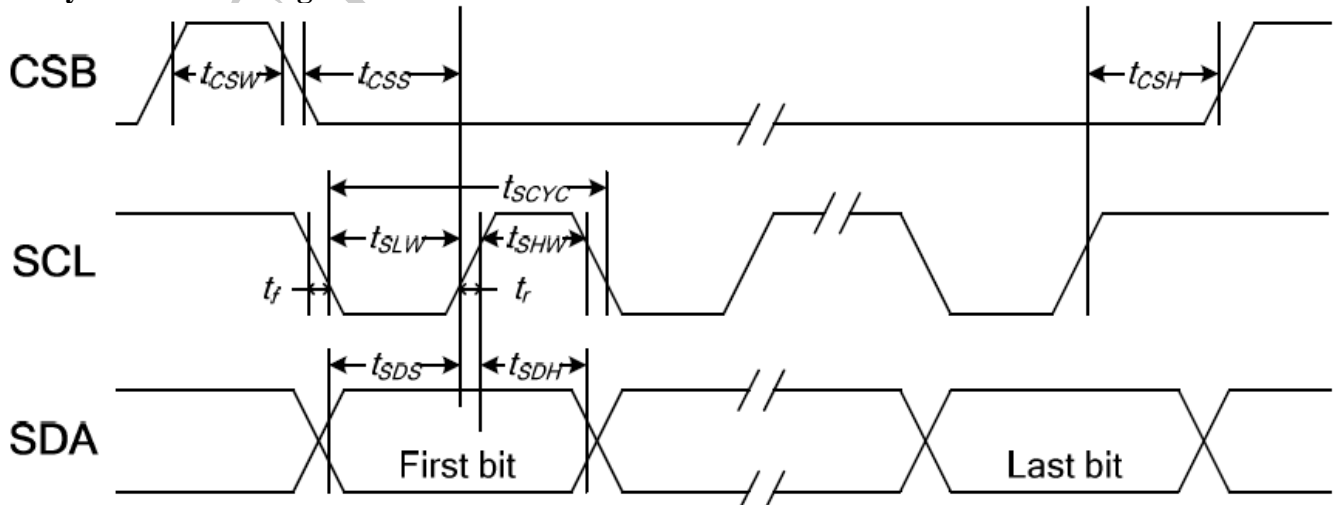 CSB
tCSW
tCSS
tCSH
tSCYC
SCL
tSLW
tSHW
tf
tr
tSDS
tSDH
SDA
First bit
Last bit